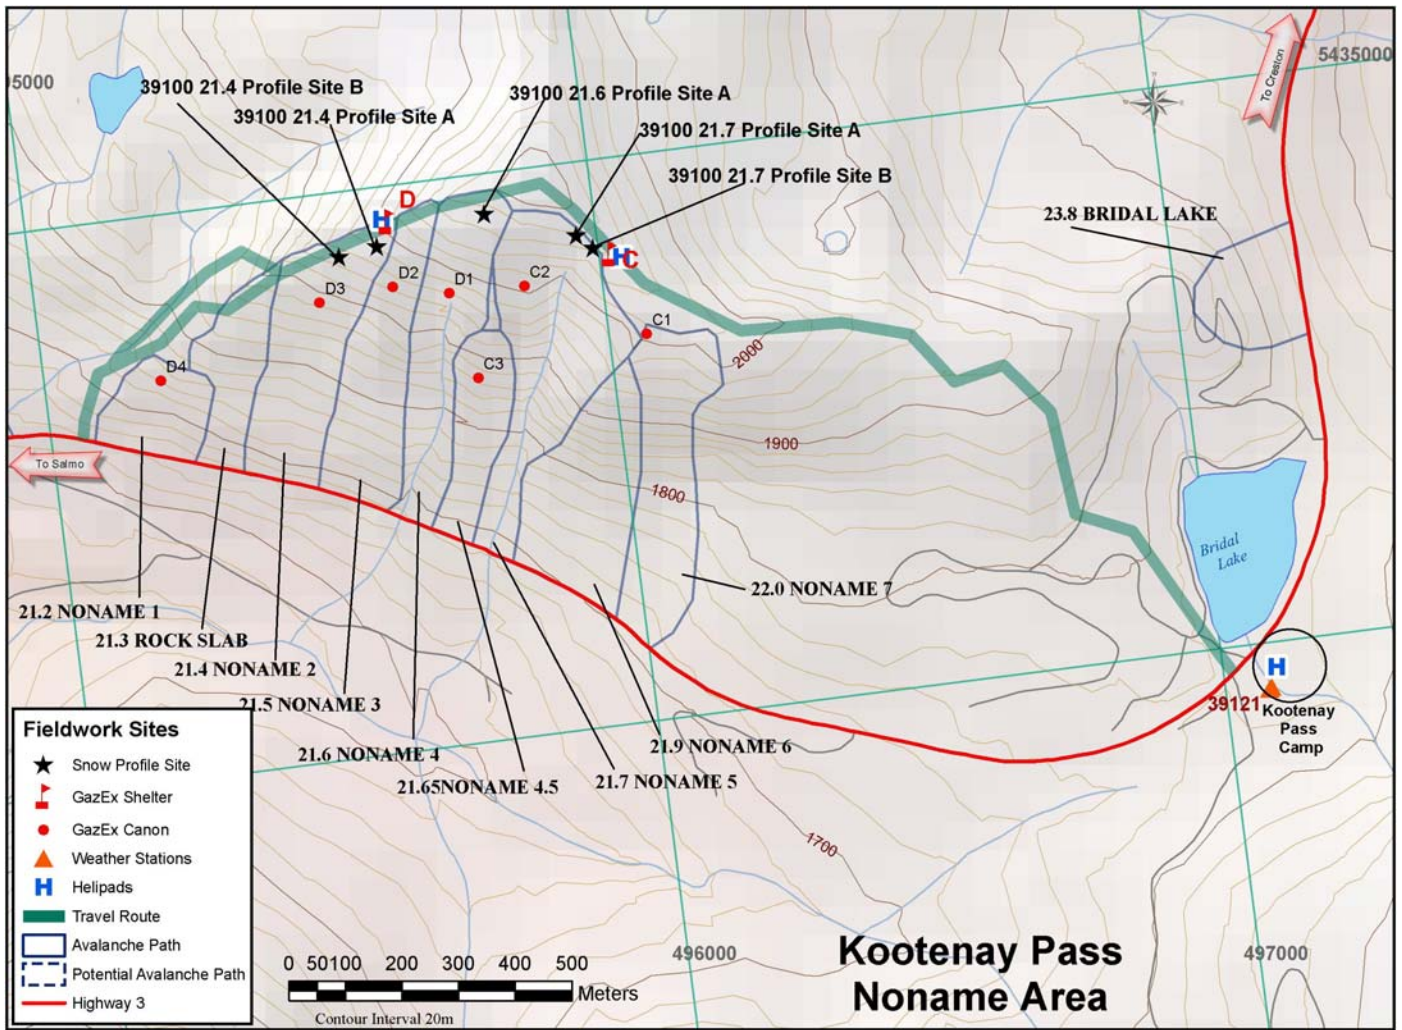 5435000
5000
To Creston
39100 21.4 Profile Site B
39100 21.4 Profile Site A
39100 21.6 Profile Site A
39100 21.7 Profile Site A
39100 21.7 Profile Site B
23.8 BRIDAL LAKE
H D
H C
D3
D2
D1
C2
C1
D4
C3
2000
1900
1800
To Salmo
Bridal
Lake
21.2 NONAME 1
21.3 ROCK SLAB
21.4 NONAME 2
21.5 NONAME 3
21.6 NONAME 4
21.65NONAME 4.5
21.7 NONAME 5
21.9 NONAME 6
22.0 NONAME 7
H
39121
Kootenay
Pass
Camp
1700
Fieldwork Sites
Snow Profile Site
GazEx Shelter
GazEx Canon
Weather Stations
H Helipads
Travel Route
Avalanche Path
Potential Avalanche Path
Highway 3
0 50 100 200 300 400 500
Meters
Contour Interval 20m
496000
497000
Kootenay Pass
Noname Area